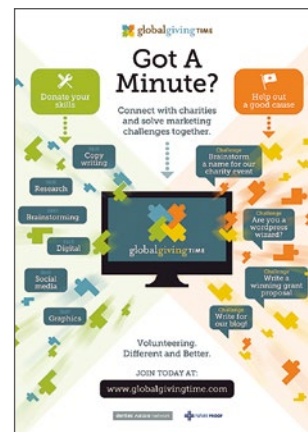 globalgiving TIME
Got A
Minute?
Donate your
skills
Help out
a good cause
Connect with charities
and solve marketing
challenges together.
Copy
writing
Research
Brainstorming
Digital
Social
media
Graphics
Challenge
Brainstorm
a name for our
charity event
Challenge
Are you a
wordpress
wizard?
Challenge
Write a
winning grant
proposal
Challenge
Write for
our blog!
globalgiving TIME
Volunteering.
Different and Better.
JOIN TODAY AT:
www.globalgivingtime.com